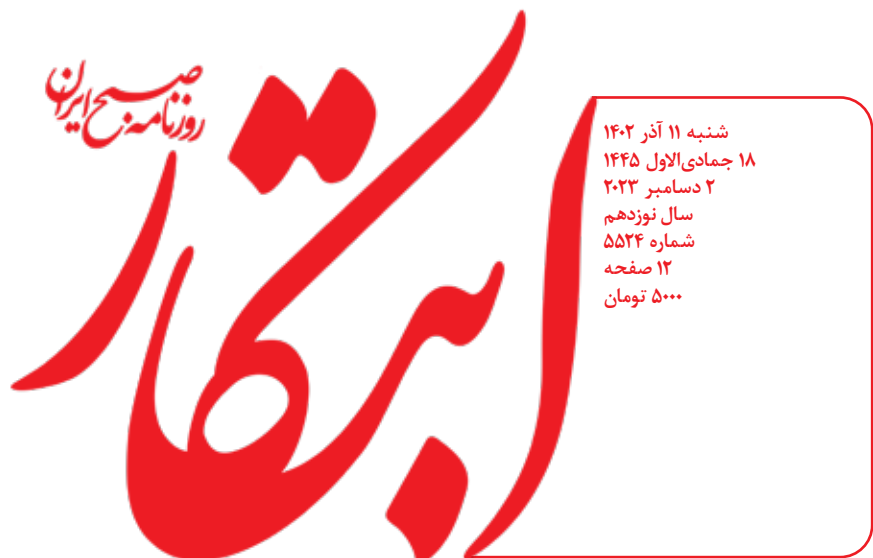 ابتکار
روزنامه صبح ایران
شنبه ۱۱ آذر ۱۴۰۲
۱۸ جمادی‌الاول ۱۴۴۵
۲ دسامبر ۲۰۲۳
سال نوزدهم
شماره ۵۵۲۴
۱۲ صفحه
۵۰۰۰ تومان